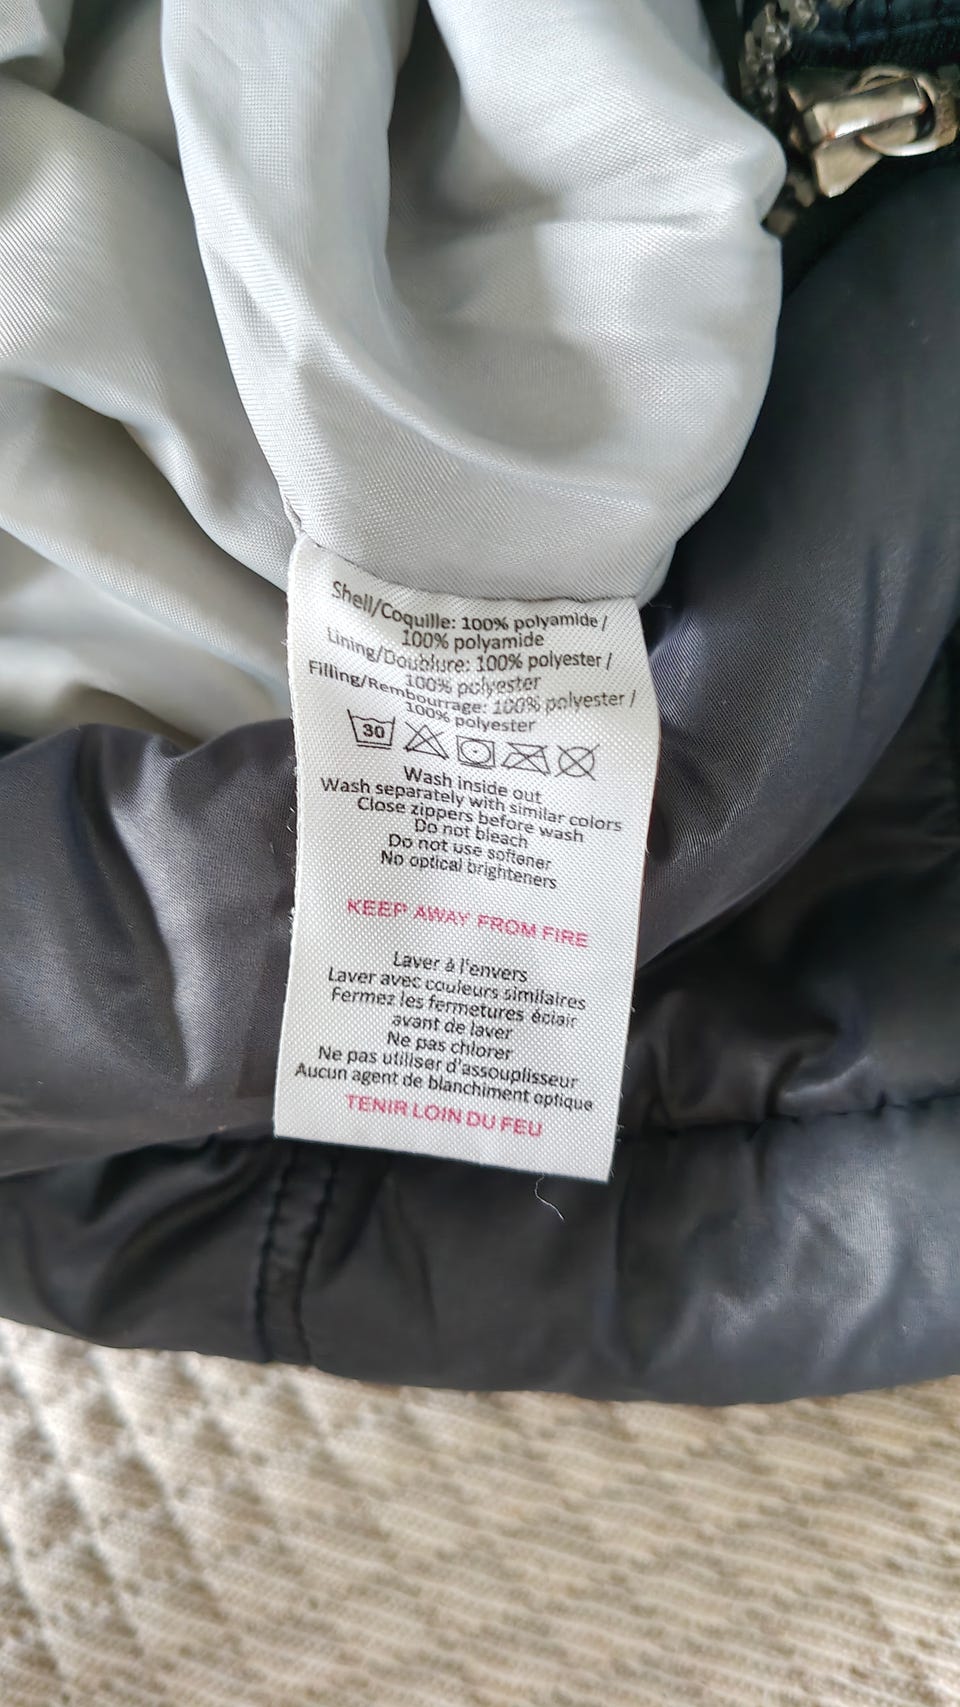 Shell/Coquille: 100% polyamide /
100% polyamide
Lining/Doublure: 100% polyester /
100% polyester
Filling/Rembourrage: 100% polyester /
100% polyester
30
Wash inside out
Wash separately with similar colors
Close zippers before wash
Do not bleach
Do not use softener
No optical brighteners
KEEP AWAY FROM FIRE
Laver à l'envers
Laver avec couleurs similaires
Fermez les fermetures éclair
avant de laver
Ne pas chlorer
Ne pas utiliser d'assouplisseur
Aucun agent de blanchiment optique
TENIR LOIN DU FEU